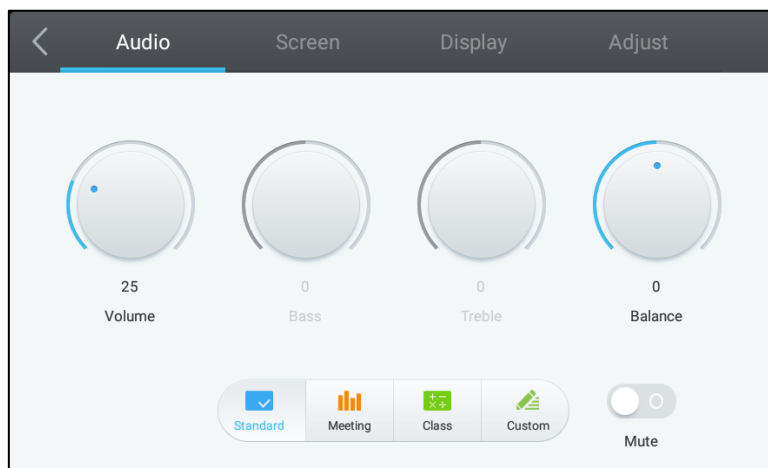 Audio Screen Display Adjust
25 0 0 0
Volume Bass Treble Balance
Standard Meeting Class Custom
Mute